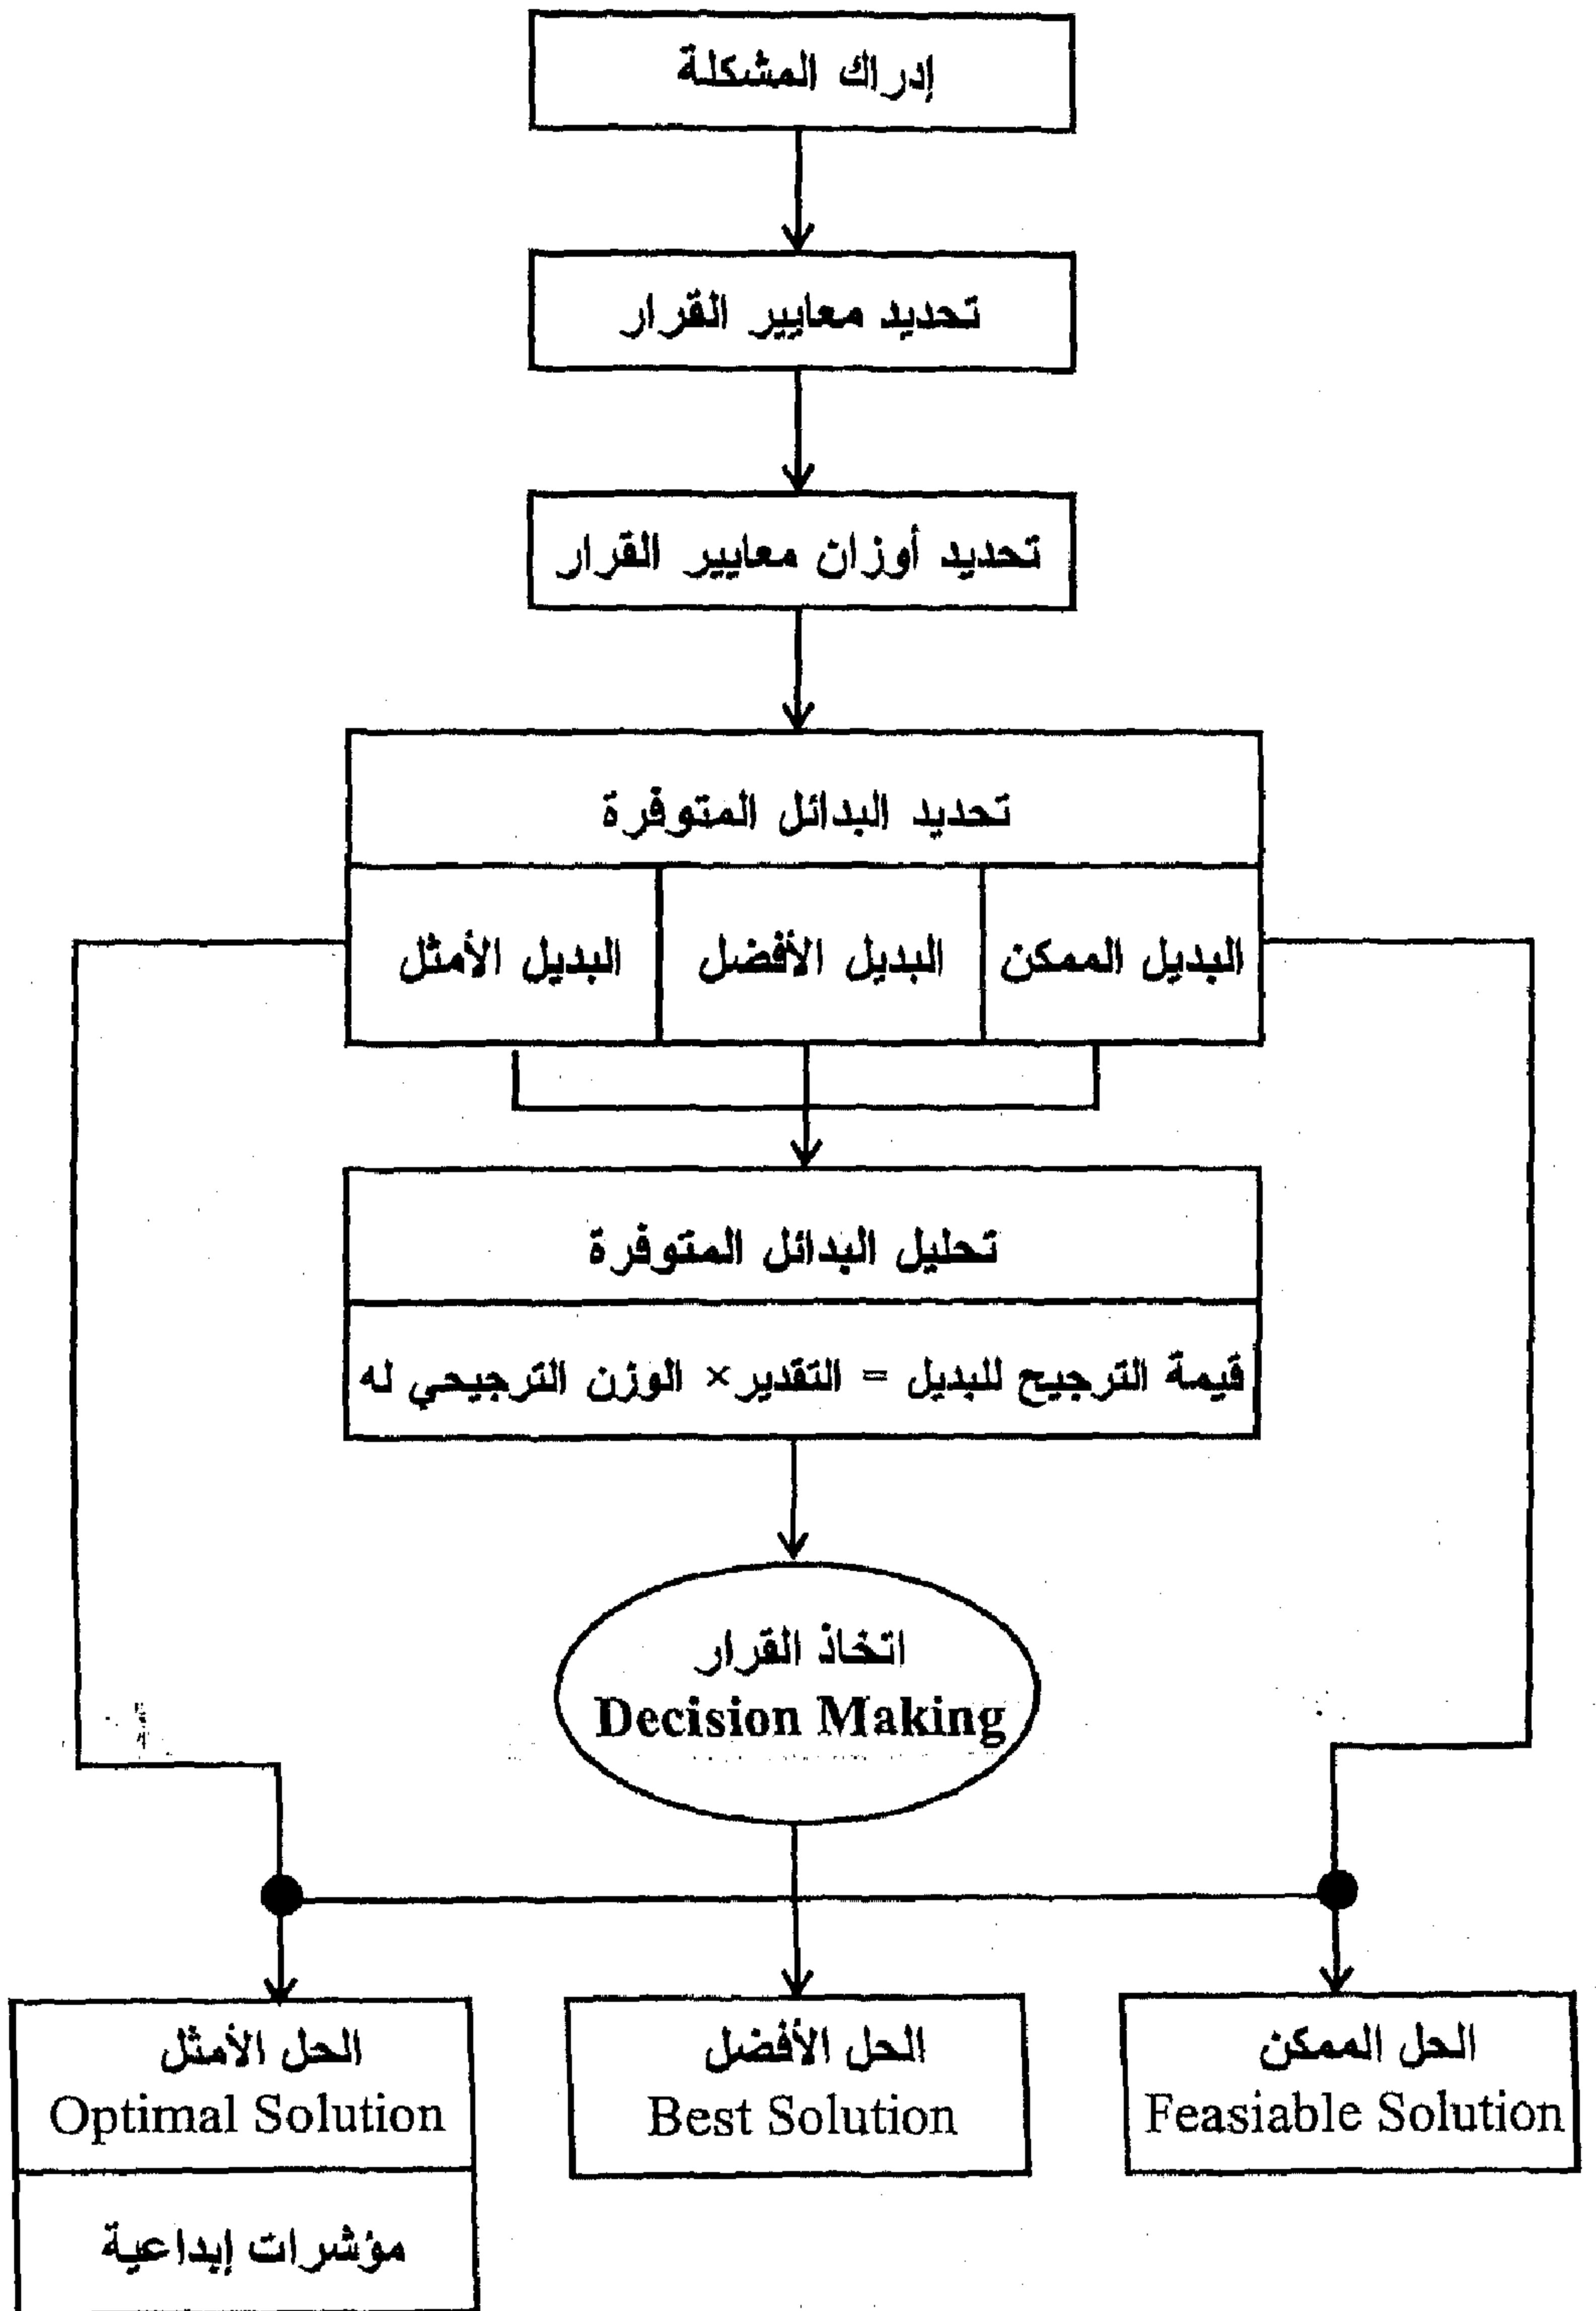 إدراك المشكلة
تحديد معايير القرار
تحديد أوزان معايير القرار
تحديد البدائل المتوفرة
البديل الممكن
البديل الأفضل
البديل الأمثل
تحليل البدائل المتوفرة
قيمة الترجيح للبديل = التقدير × الوزن الترجيحي له
اتخاذ القرار
Decision Making
الحل الممكن
Feasiable Solution
الحل الأفضل
Best Solution
الحل الأمثل
Optimal Solution
مؤشرات إبداعية